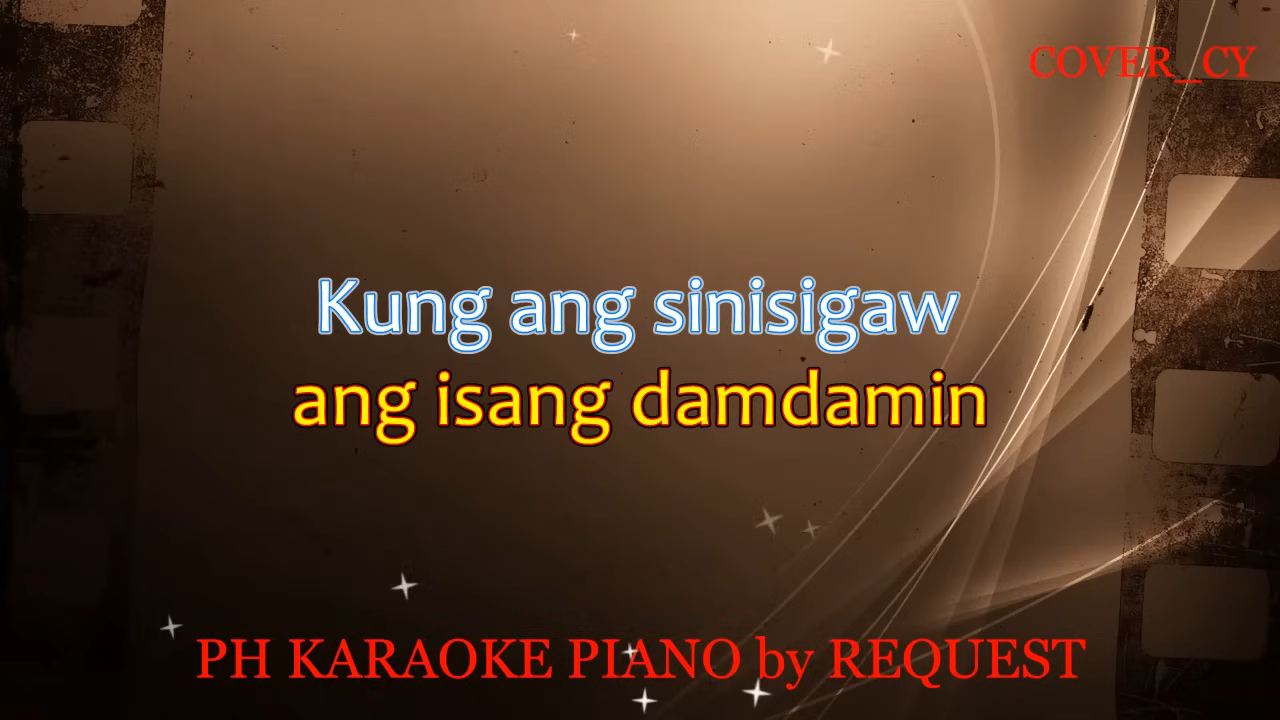 COVER_CY
Kung ang sinisigaw
ang isang damdamin
PH KARAOKE PIANO by REQUEST